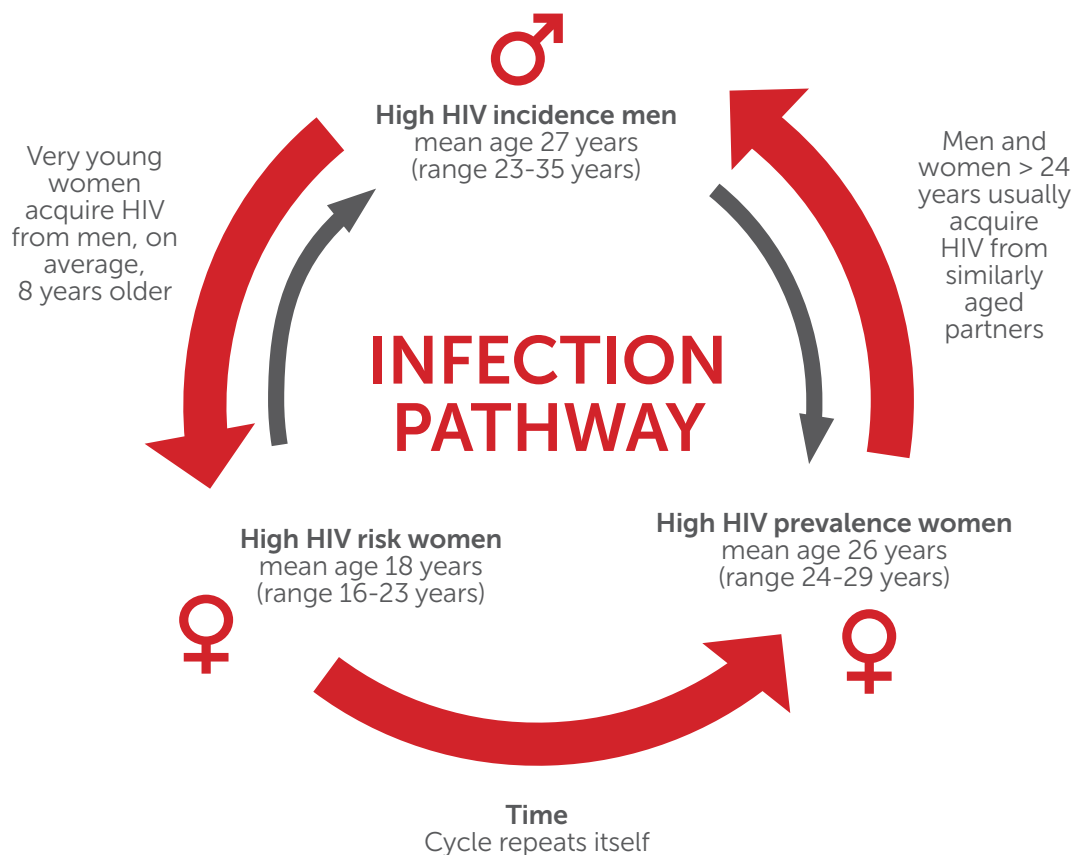 High HIV incidence men
mean age 27 years
(range 23-35 years)
Very young
women
acquire HIV
from men, on
average,
8 years older
Men and
women > 24
years usually
acquire
HIV from
similarly
aged
partners
INFECTION
PATHWAY
High HIV risk women
mean age 18 years
(range 16-23 years)
High HIV prevalence women
mean age 26 years
(range 24-29 years)
Time
Cycle repeats itself